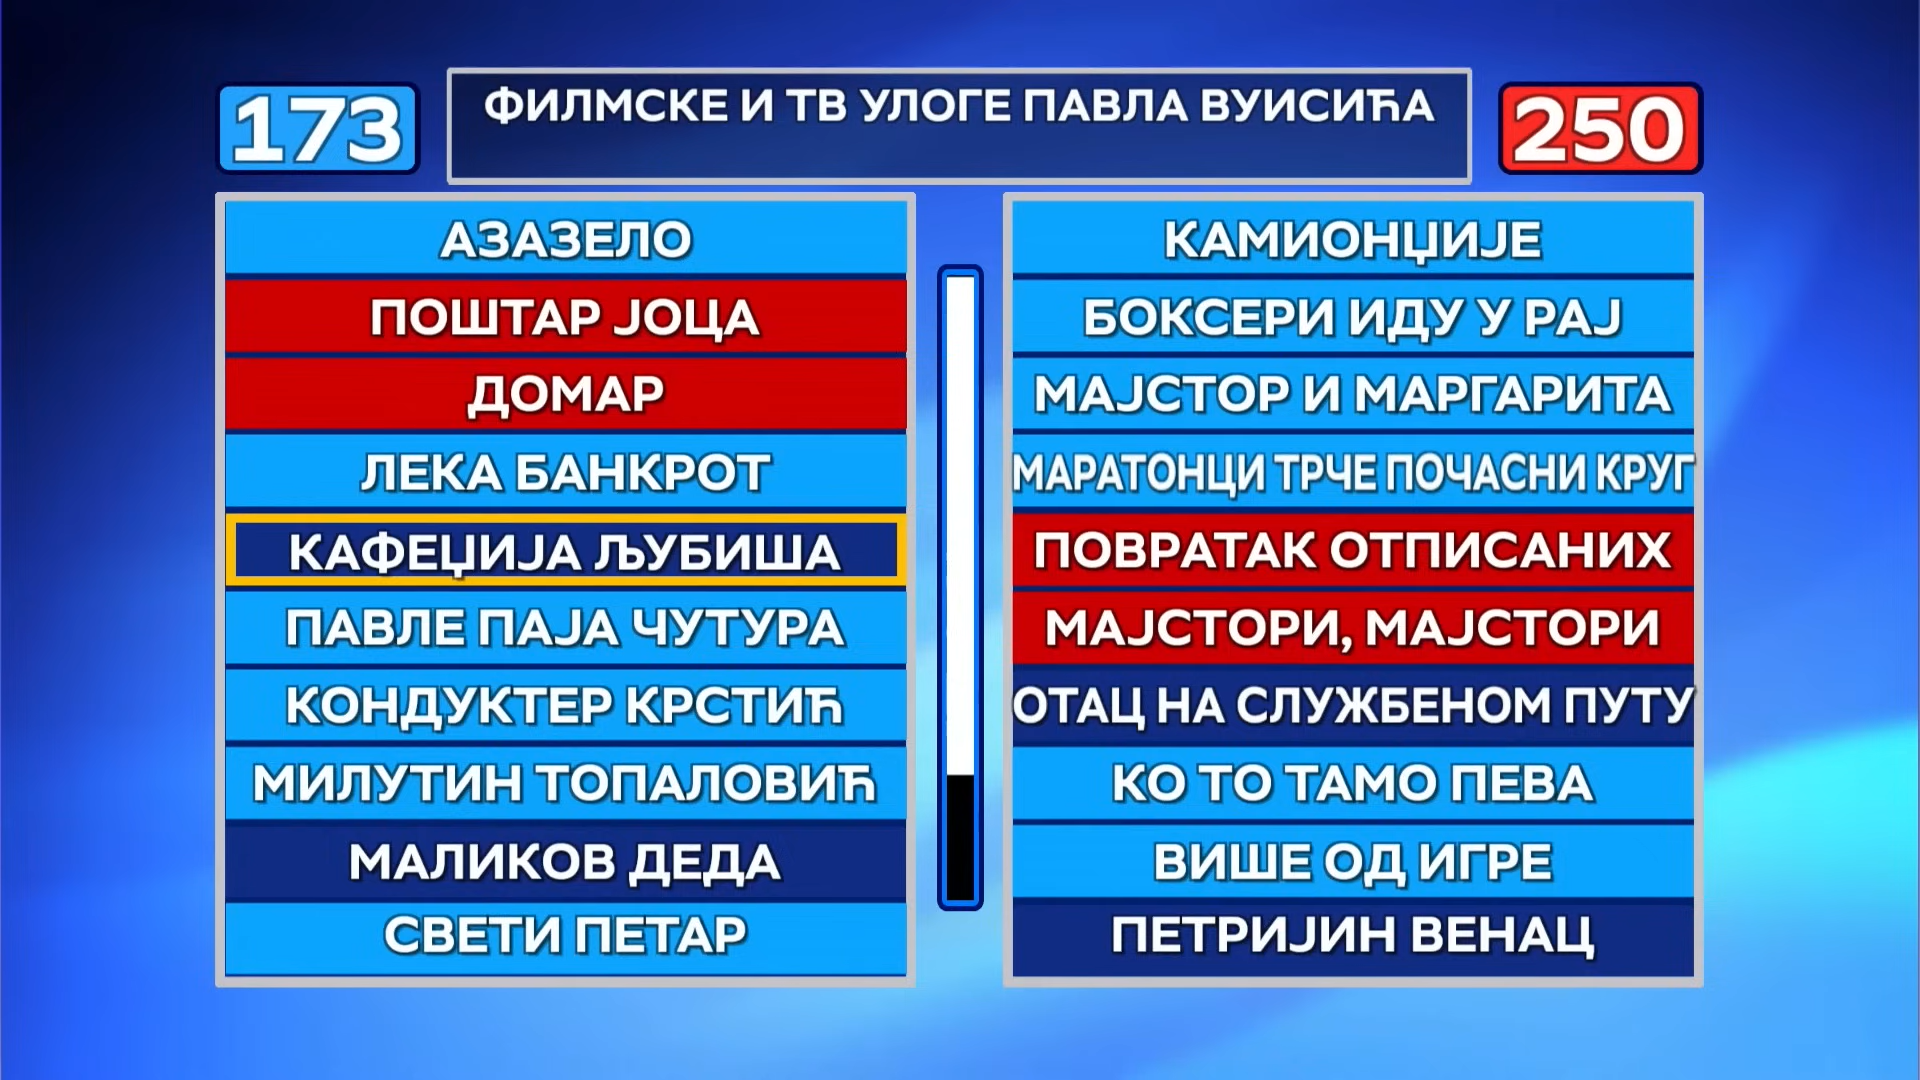 173
ФИЛМСКЕ И ТВ УЛОГЕ ПАВЛА ВУИСИЋА
250
АЗАЗЕЛО
ПОШТАР ЈОЦА
ДОМАР
ЛЕКА БАНКРОТ
КАФЕЏИЈА ЉУБИША
ПАВЛЕ ПАЈА ЧУТУРА
КОНДУКТЕР КРСТИЋ
МИЛУТИН ТОПАЛОВИЋ
МАЛИКОВ ДЕДА
СВЕТИ ПЕТАР
КАМИОНЏИЈЕ
БОКСЕРИ ИДУ У РАЈ
МАЈСТОР И МАРГАРИТА
МАРАТОНЦИ ТРЧЕ ПОЧАСНИ КРУГ
ПОВРАТАК ОТПИСАНИХ
МАЈСТОРИ, МАЈСТОРИ
ОТАЦ НА СЛУЖБЕНОМ ПУТУ
КО ТО ТАМО ПЕВА
ВИШЕ ОД ИГРЕ
ПЕТРИЈИН ВЕНАЦ